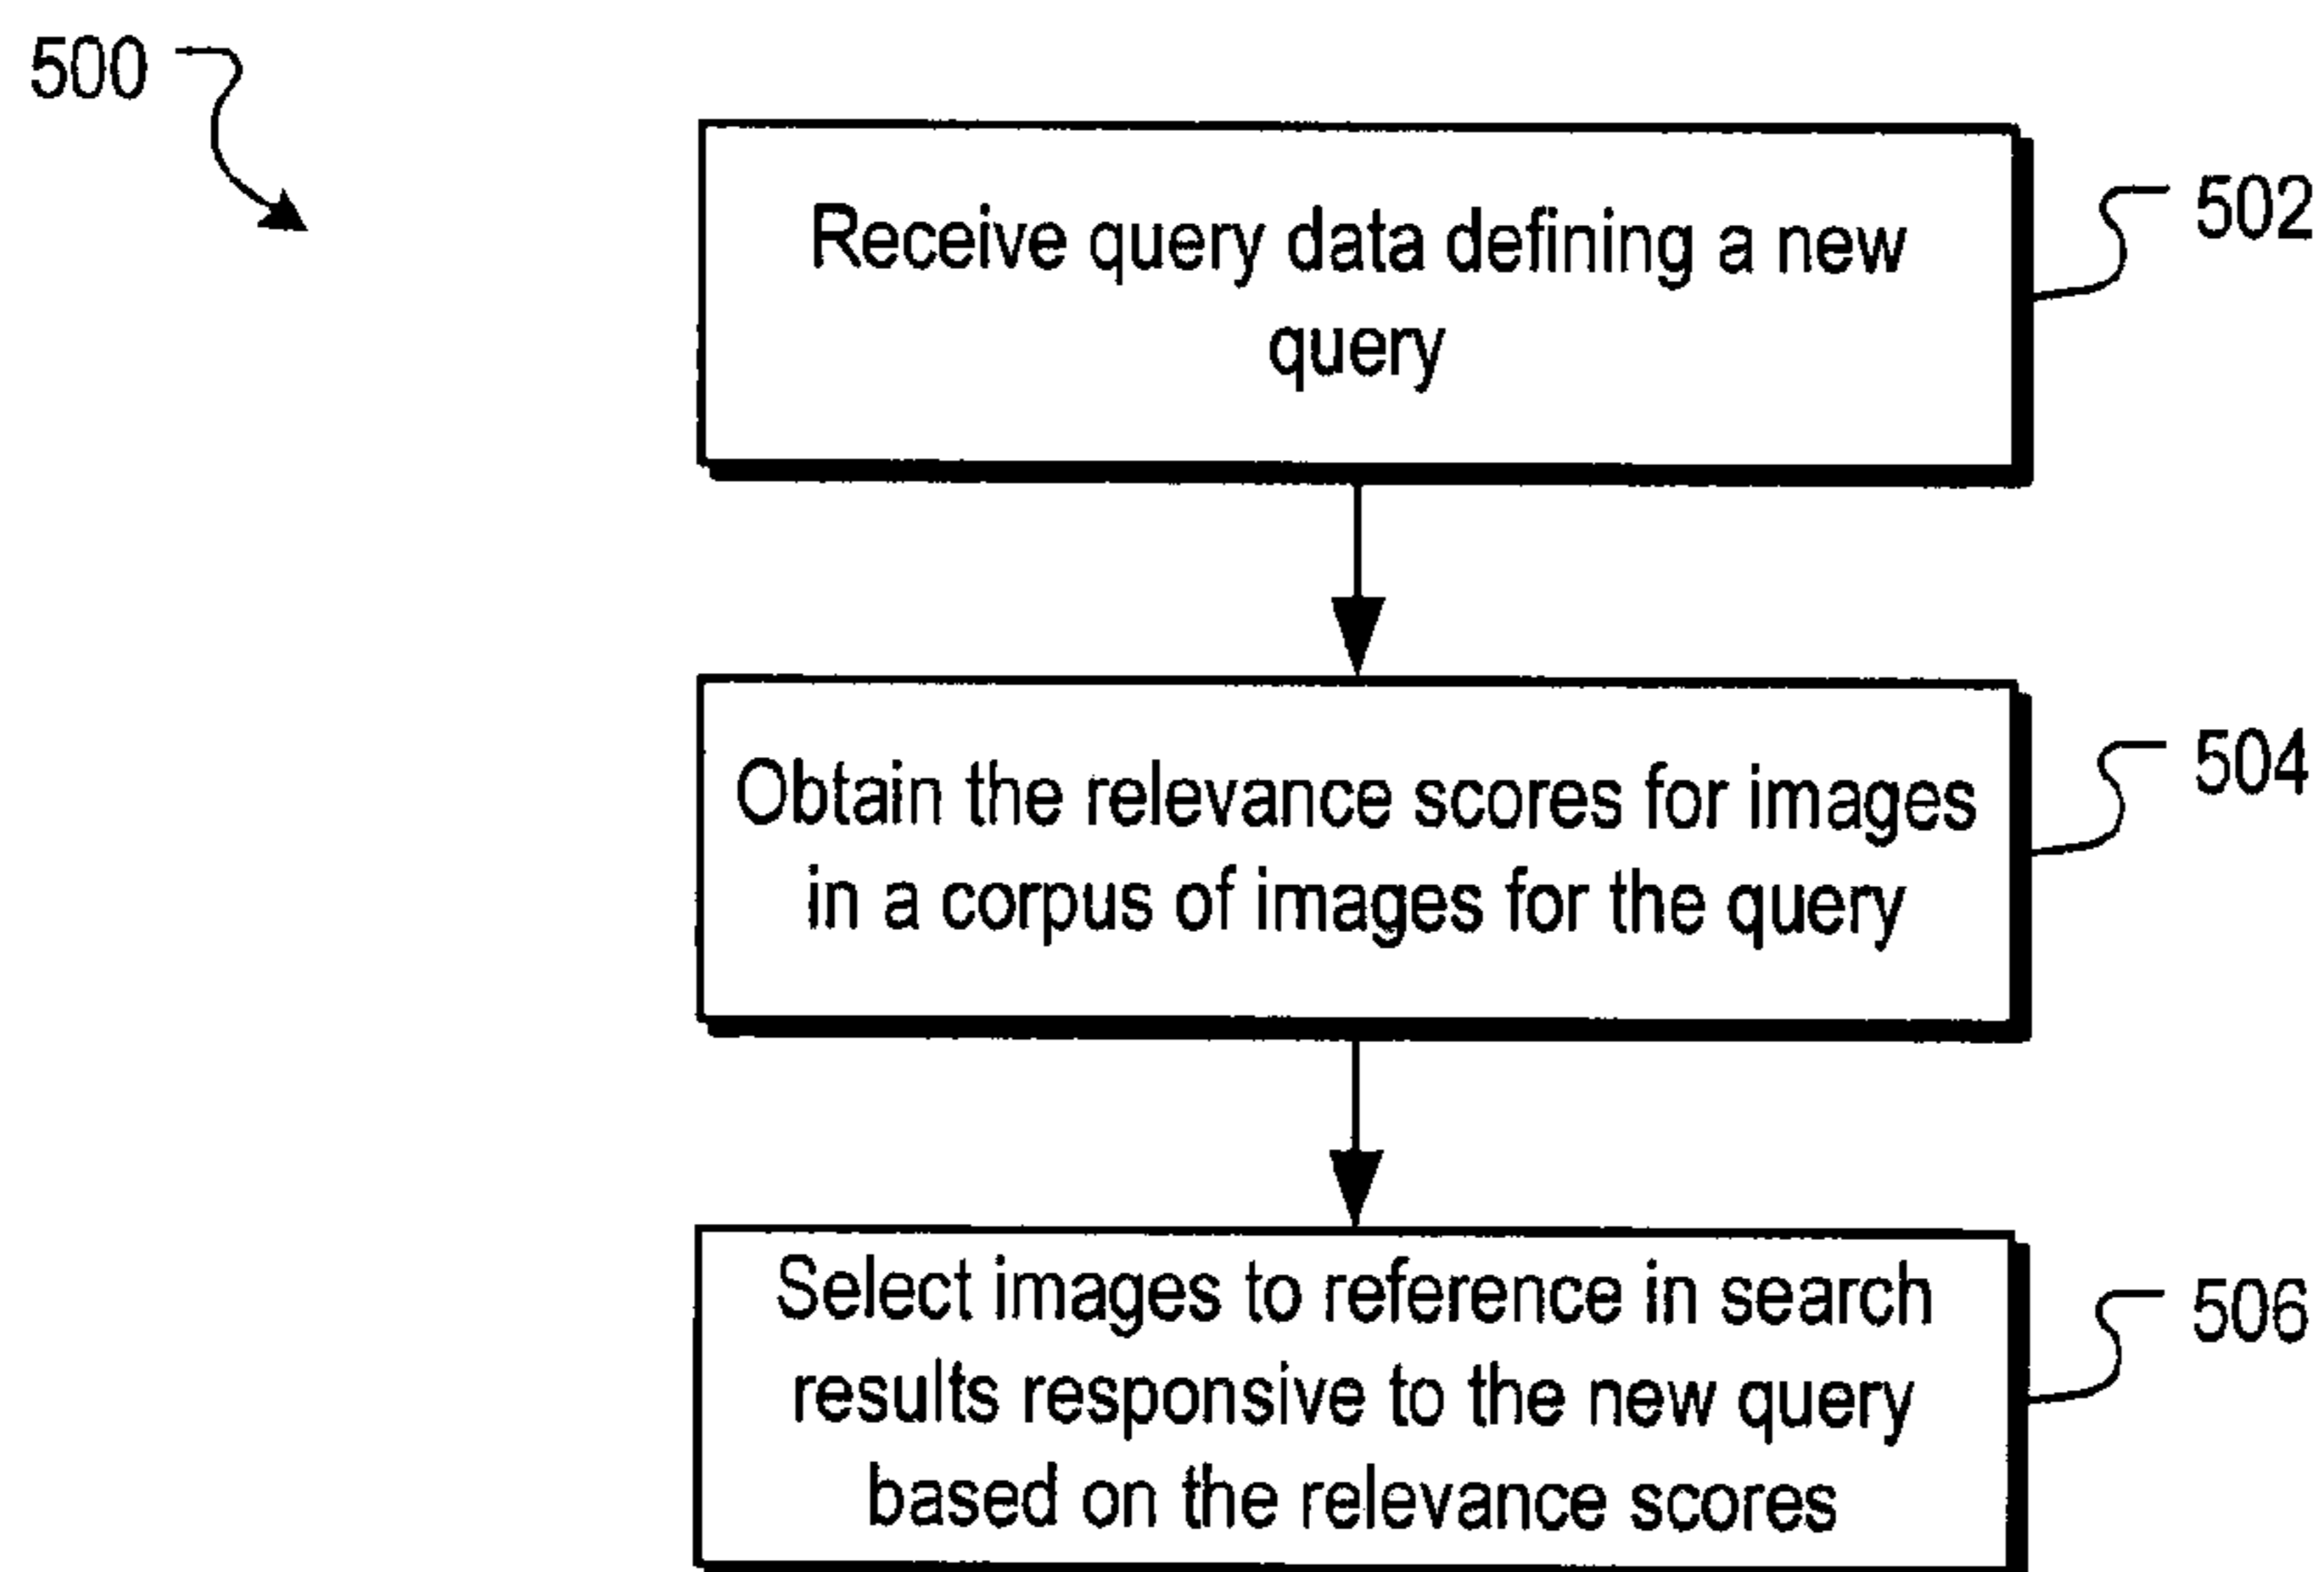 500
Receive query data defining a new
query
502
Obtain the relevance scores for images
in a corpus of images for the query
504
Select images to reference in search
results responsive to the new query
based on the relevance scores
506